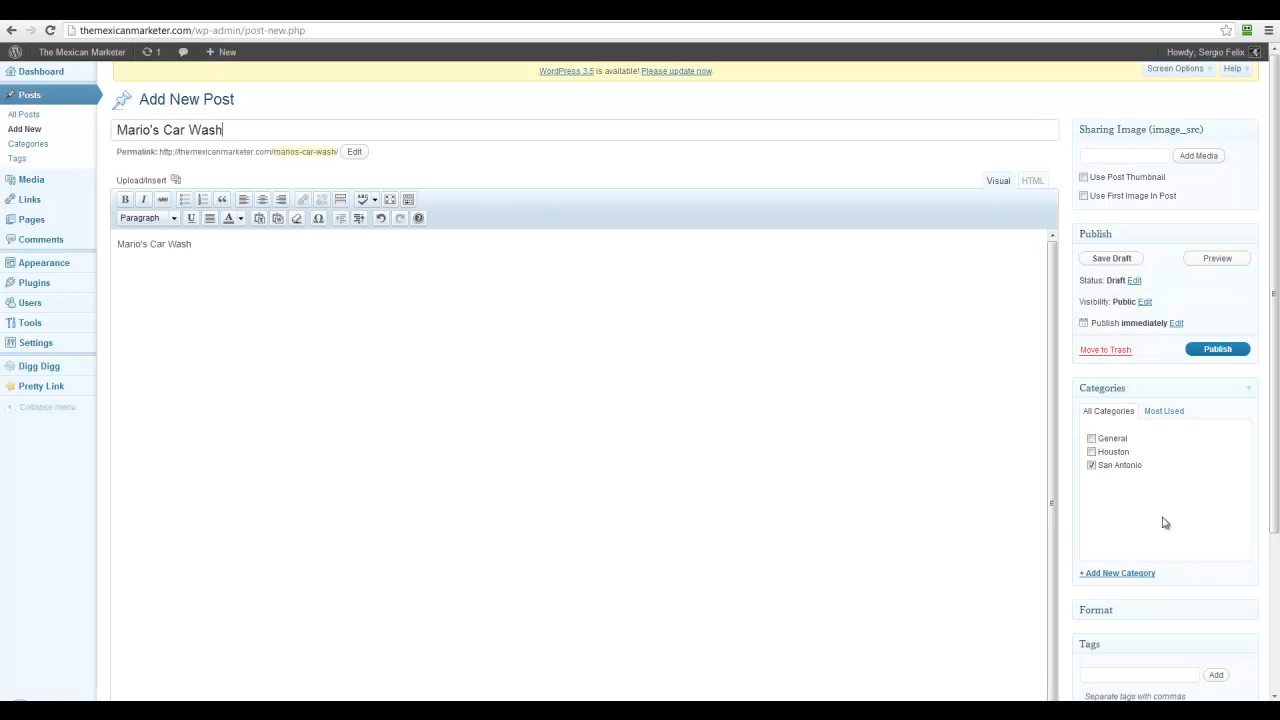 themexicanmarketer.com/wp-admin/post-new.php
The Mexican Marketer 1 + New Howdy, Sergio Felix
WordPress 3.5 is available! Please update now.
Screen Options Help
Dashboard
Posts
All Posts
Add New
Categories
Tags
Media
Links
Pages
Comments
Appearance
Plugins
Users
Tools
Settings
Digg Digg
Pretty Link
Collapse menu
Add New Post
Mario's Car Wash
Permalink: http://themexicanmarketer.com/marios-car-wash/ Edit
Upload/Insert
Visual HTML
B I ABC ABC
Paragraph U A Ω
Mario's Car Wash
Sharing Image (image_src)
Add Media
Use Post Thumbnail
Use First Image In Post
Publish
Save Draft Preview
Status: Draft Edit
Visibility: Public Edit
Publish immediately Edit
Move to Trash Publish
Categories
All Categories Most Used
General
Houston
San Antonio
+ Add New Category
Format
Tags
Add
Separate tags with commas